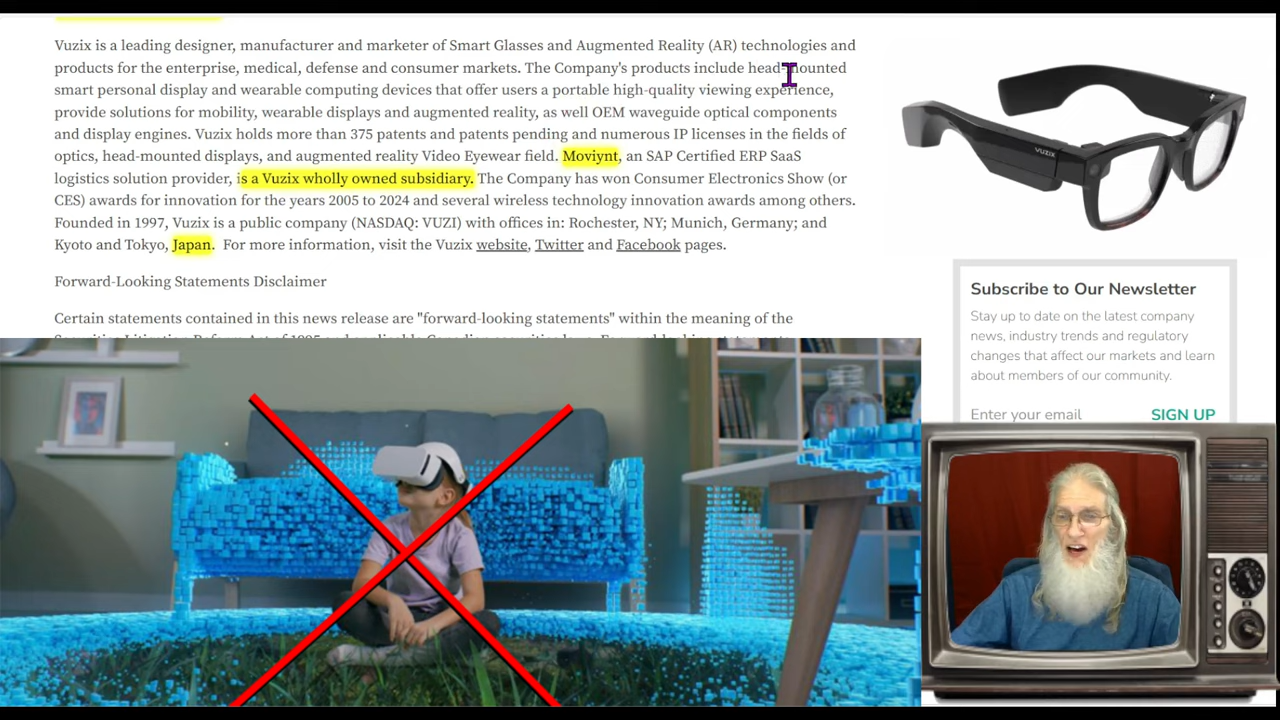 Vuzix is a leading designer, manufacturer and marketer of Smart Glasses and Augmented Reality (AR) technologies and
products for the enterprise, medical, defense and consumer markets. The Company's products include head-mounted
smart personal display and wearable computing devices that offer users a portable high-quality viewing experience,
provide solutions for mobility, wearable displays and augmented reality, as well OEM waveguide optical components
and display engines. Vuzix holds more than 375 patents and patents pending and numerous IP licenses in the fields of
optics, head-mounted displays, and augmented reality Video Eyewear field. Moviynt, an SAP Certified ERP SaaS
logistics solution provider, is a Vuzix wholly owned subsidiary. The Company has won Consumer Electronics Show (or
CES) awards for innovation for the years 2005 to 2024 and several wireless technology innovation awards among others.
Founded in 1997, Vuzix is a public company (NASDAQ: VUZI) with offices in: Rochester, NY; Munich, Germany; and
Kyoto and Tokyo, Japan. For more information, visit the Vuzix website, Twitter and Facebook pages.
Forward-Looking Statements Disclaimer
Certain statements contained in this news release are "forward-looking statements" within the meaning of the
VUZIX
Subscribe to Our Newsletter
Stay up to date on the latest company
news, industry trends and regulatory
changes that affect our markets and learn
about members of our community.
Enter your email
SIGN UP